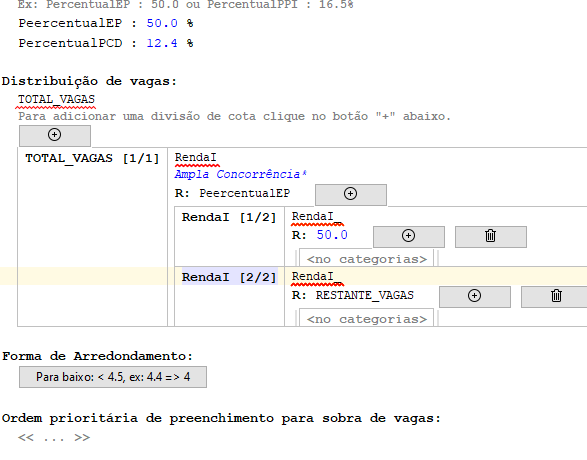 Ex: PercentualEP : 50.0 ou PercentualPPI : 16.5%
PeercentualEP : 50.0 %
PercentualPCD : 12.4 %
Distribuição de vagas:
TOTAL_VAGAS
Para adicionar uma divisão de cota clique no botão "+" abaixo.
TOTAL_VAGAS [1/1]
RendaI
Ampla Concorrência*
R: PeercentualEP
RendaI [1/2]
RendaI_
R: 50.0
<no categorias>
RendaI [2/2]
RendaI_
R: RESTANTE_VAGAS
<no categorias>
Forma de Arredondamento:
Para baixo: < 4.5, ex: 4.4 => 4
Ordem prioritária de preenchimento para sobra de vagas:
<< ... >>